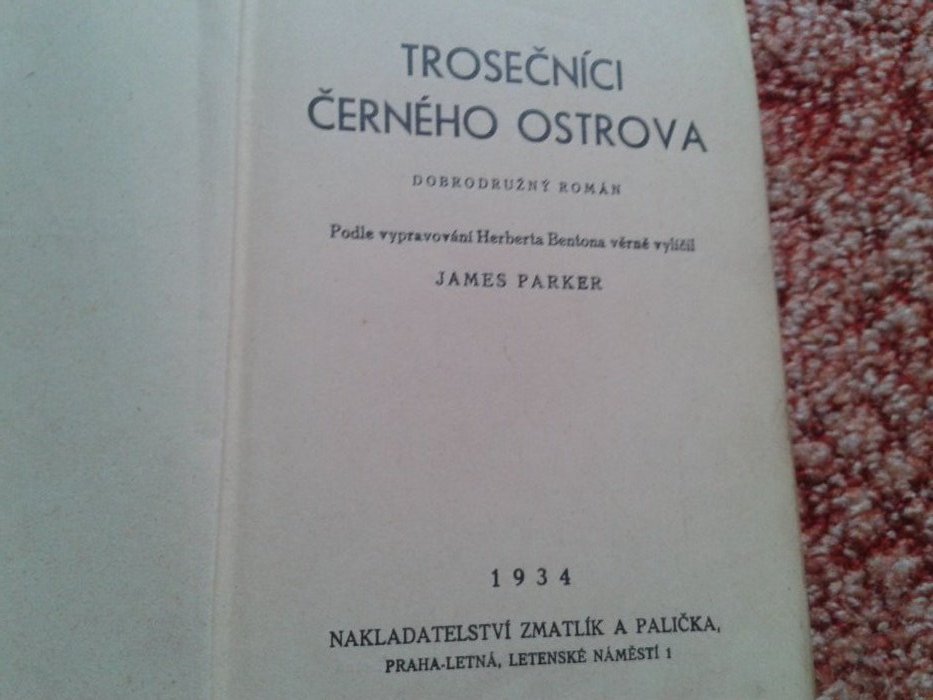 TROSEČNÍCI
ČERNÉHO OSTROVA
DOBRODRUŽNÝ ROMÁN
Podle vypravování Herberta Bentona věrně vylíčil
JAMES PARKER
1934
NAKLADATELSTVÍ ZMATLÍK A PALIČKA,
PRAHA-LETNÁ, LETENSKÉ NÁMĚSTÍ 1